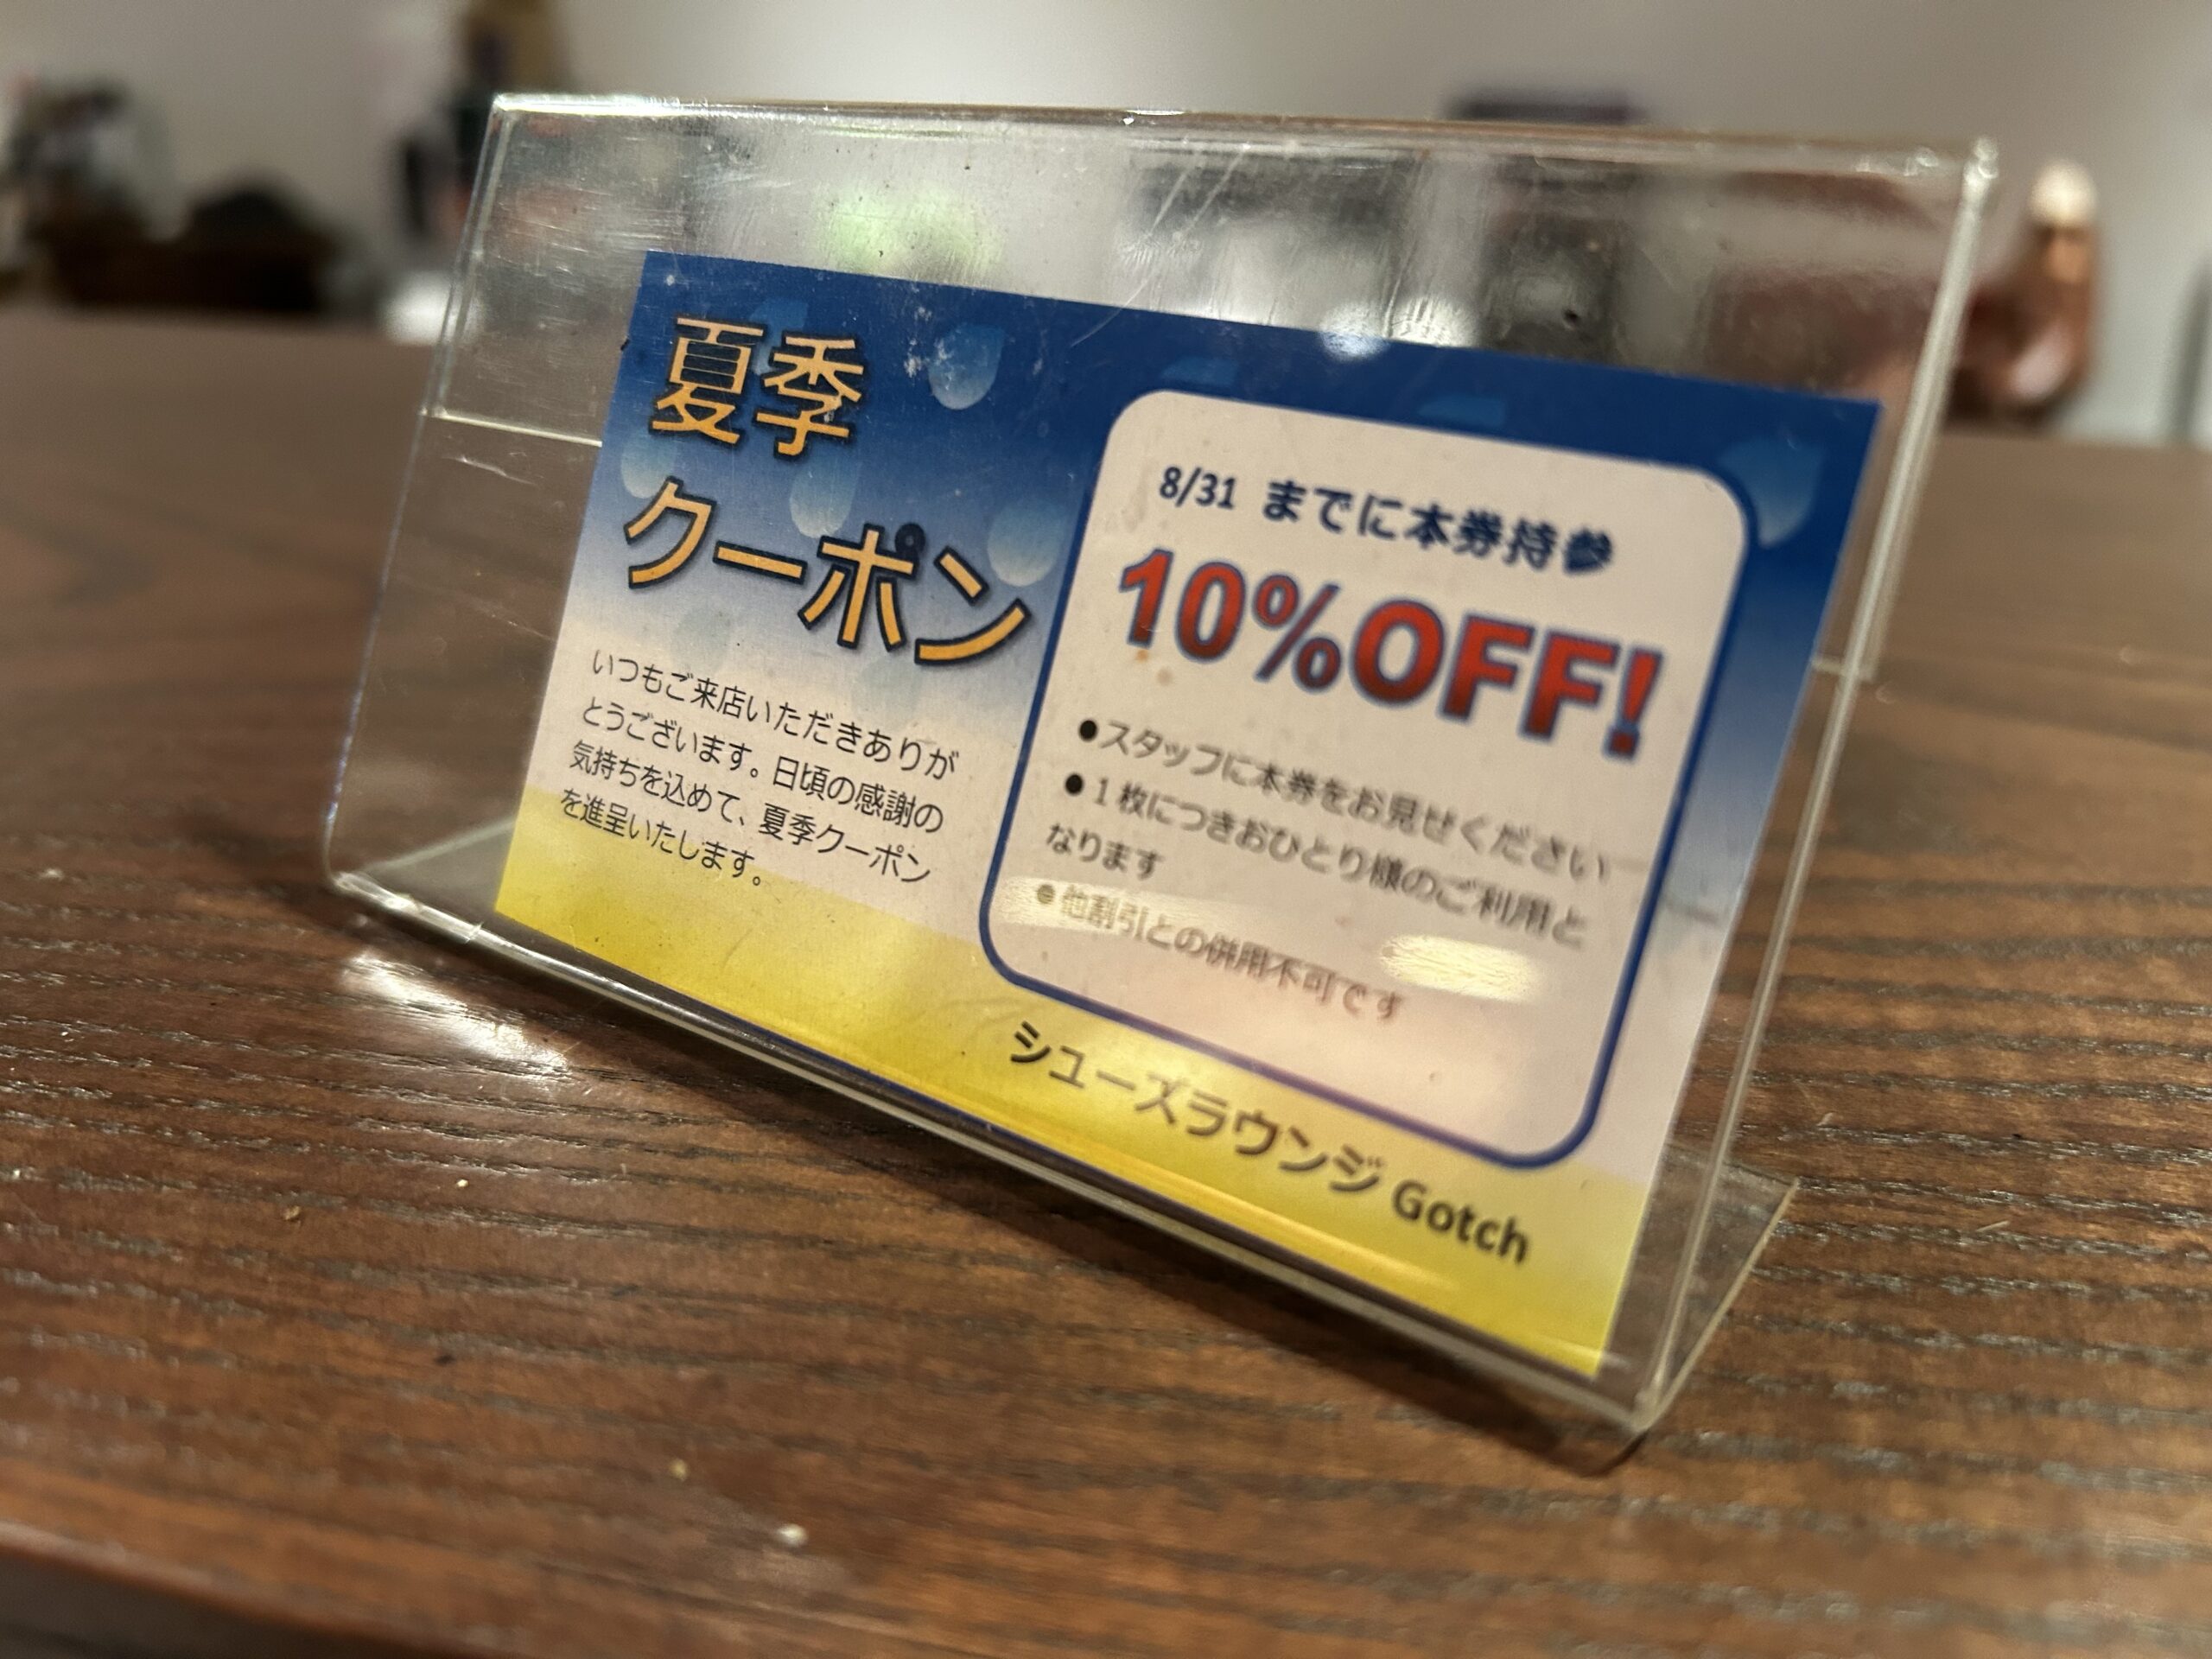 夏季
クーポン
いつもご来店いただきありが
とうございます。日頃の感謝の
気持ちを込めて、夏季クーポン
を進呈いたします。
8/31 までに本券持参
10%OFF!
●スタッフに本券をお見せください
●１枚につきおひとり様のご利用と
なります
●他割引との併用不可です
シューズラウンジ Gotch